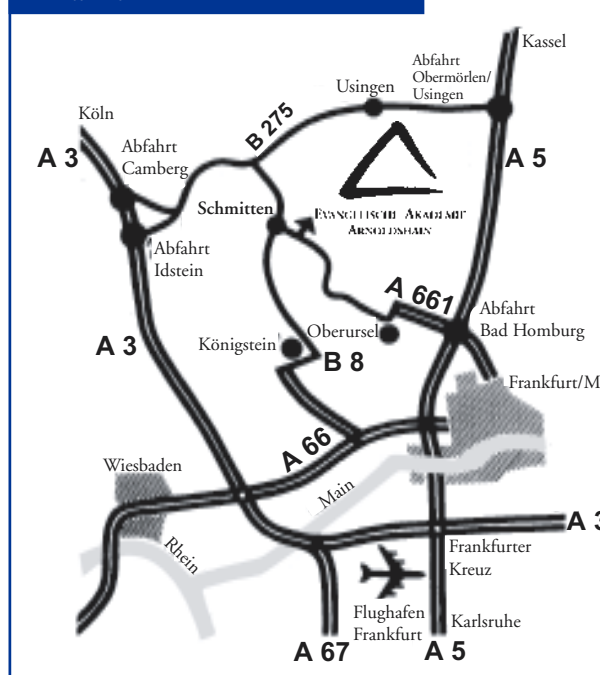 Kassel
Abfahrt
Obermörlen/
Usingen
Usingen
Köln
B 275
A 3
Abfahrt
Camberg
A 5
Schmitten
EVANGELISCHE AKADEMIE
ARNOLDSHAIN
Abfahrt
Idstein
A 661
Abfahrt
Bad Homburg
Oberursel
A 3
Königstein
B 8
Frankfurt/M
A 66
Wiesbaden
Main
A 3
Rhein
Frankfurter
Kreuz
Flughafen
Frankfurt
Karlsruhe
A 67
A 5